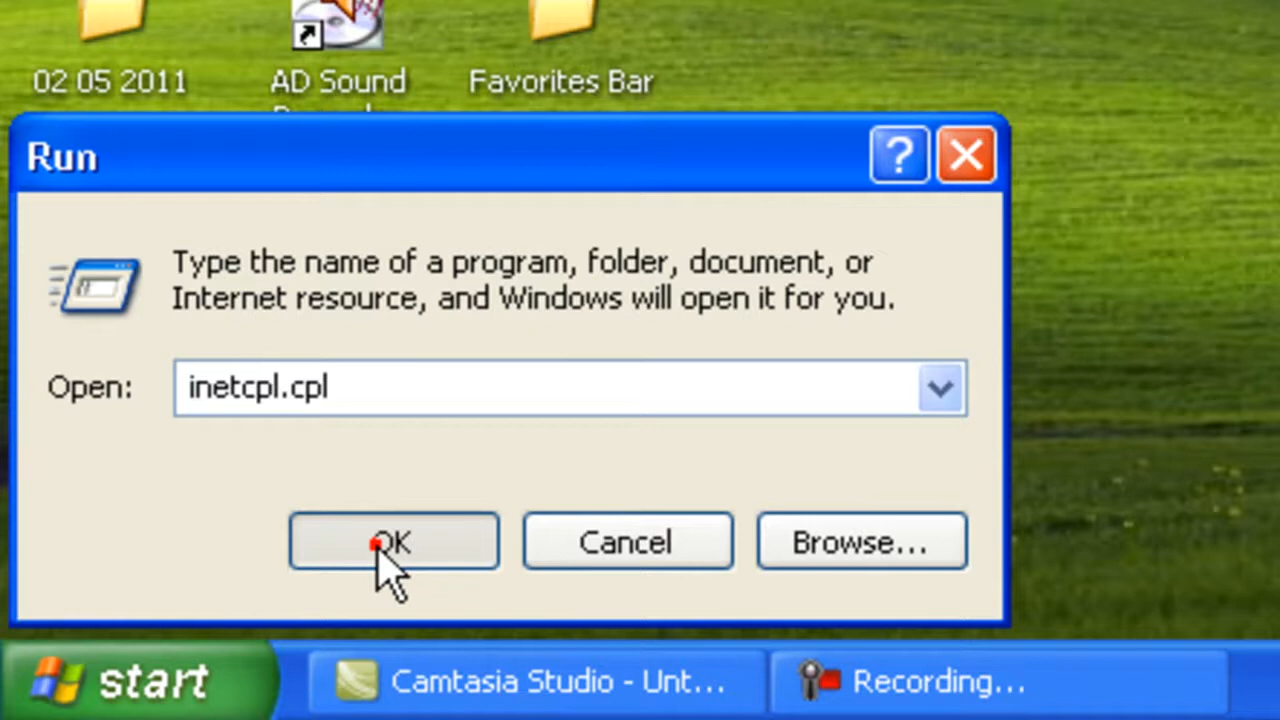 02 05 2011
AD Sound
Favorites Bar
Run
Type the name of a program, folder, document, or
Internet resource, and Windows will open it for you.
Open:
inetcpl.cpl
OK
Cancel
Browse...
start
Camtasia Studio - Unt...
Recording...